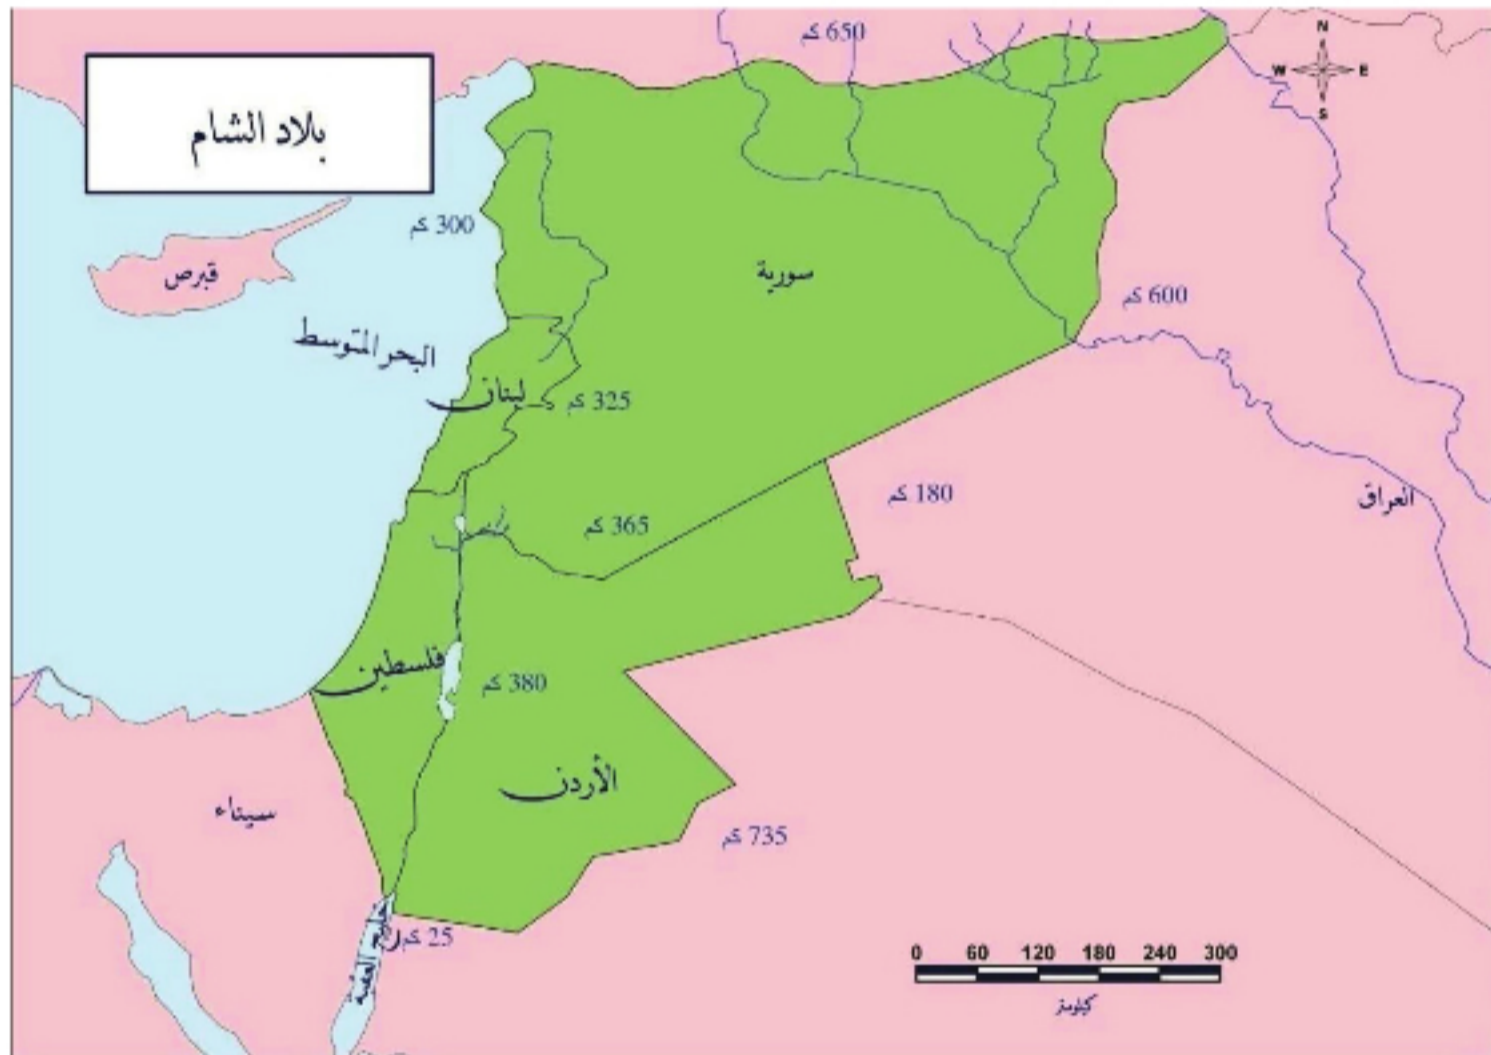 650 كم
N
W E
S
بلاد الشام
300 كم
قبرص
سورية
600 كم
البحر المتوسط
لبنان
325 كم
180 كم
العراق
365 كم
فلسطين
380 كم
الأردن
سيناء
735 كم
25 كم
خليج العقبة
0 60 120 180 240 300
كيلومتر